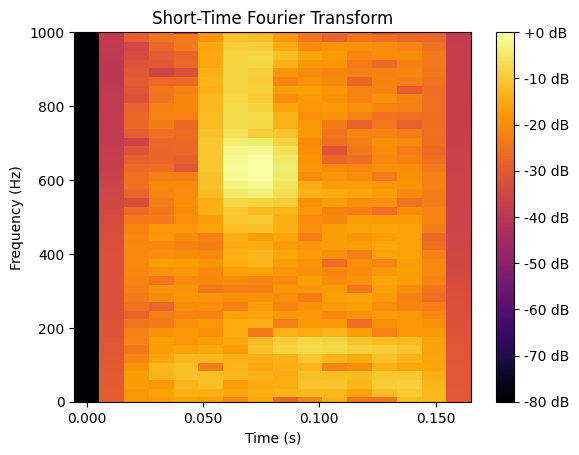 Short-Time Fourier Transform
Frequency (Hz)
1000
800
600
400
200
0
0.000
0.050
0.100
0.150
Time (s)
+0 dB
-10 dB
-20 dB
-30 dB
-40 dB
-50 dB
-60 dB
-70 dB
-80 dB